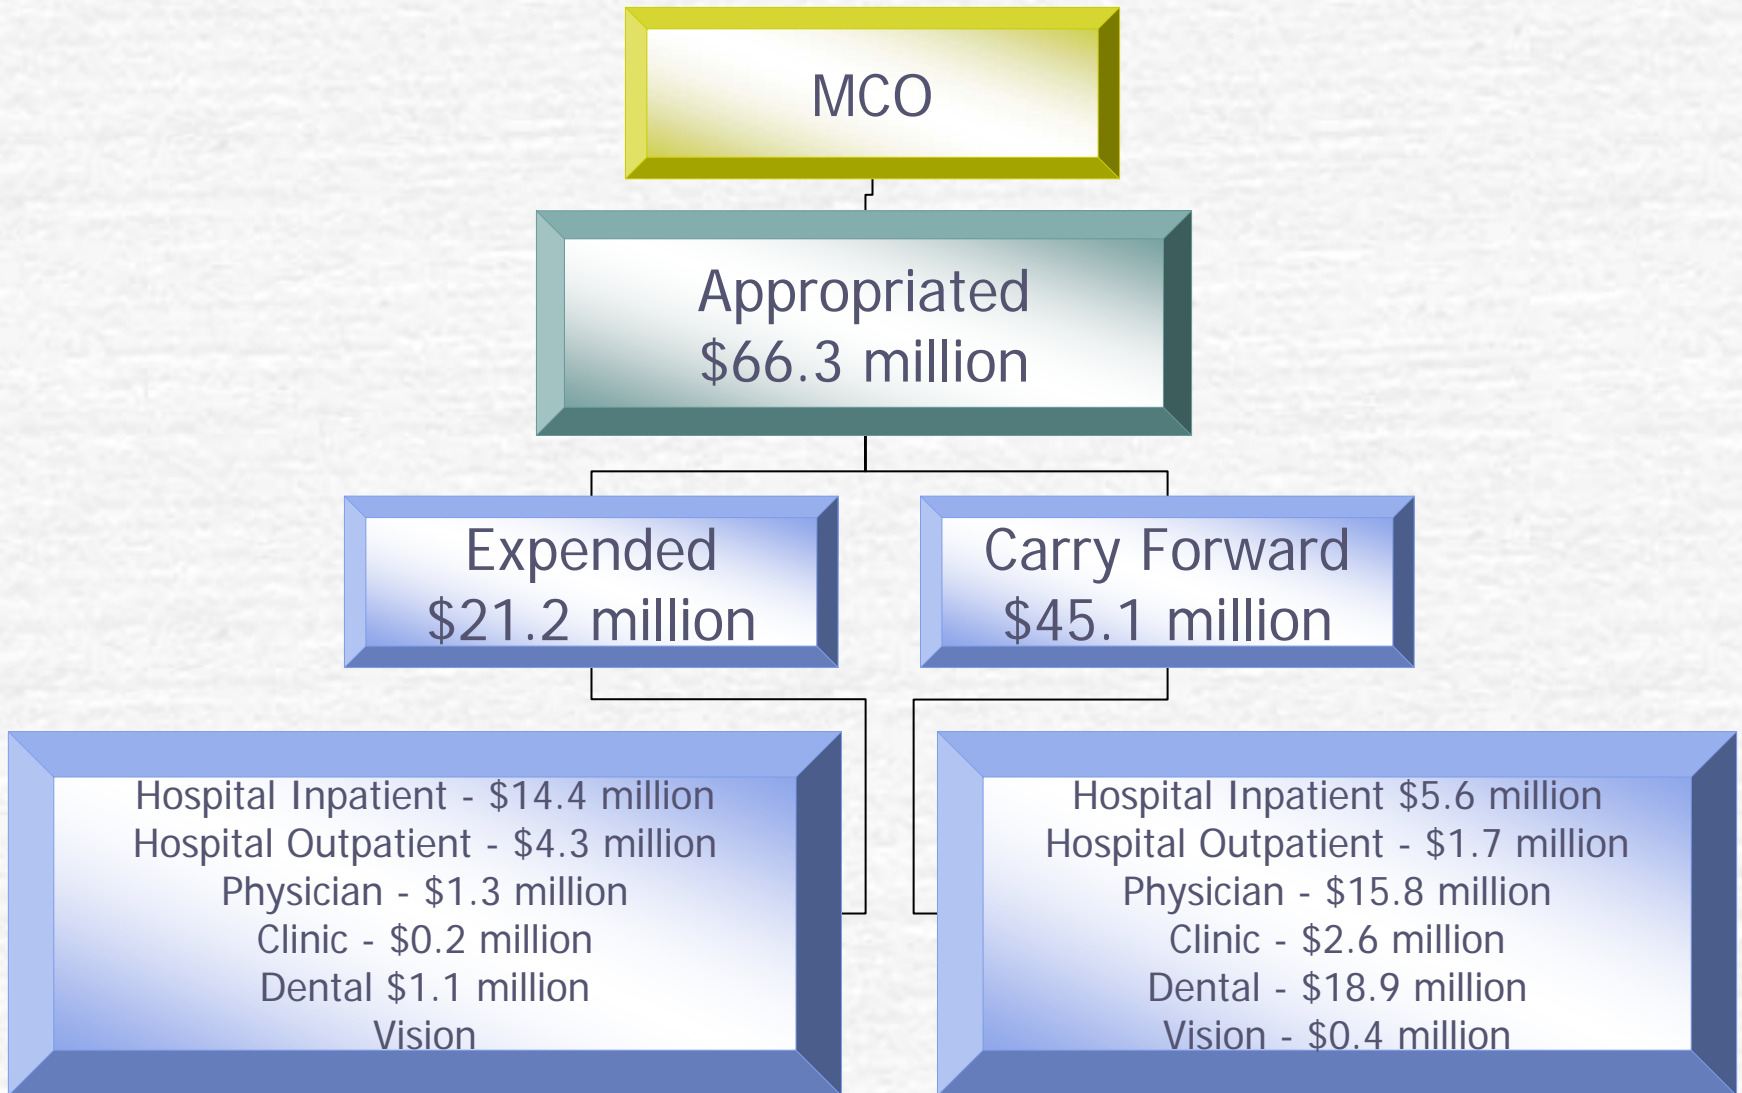 MCO
Appropriated
$66.3 million
Expended
$21.2 million
Carry Forward
$45.1 million
Hospital Inpatient - $14.4 million
Hospital Outpatient - $4.3 million
Physician - $1.3 million
Clinic - $0.2 million
Dental $1.1 million
Vision
Hospital Inpatient $5.6 million
Hospital Outpatient - $1.7 million
Physician - $15.8 million
Clinic - $2.6 million
Dental - $18.9 million
Vision - $0.4 million